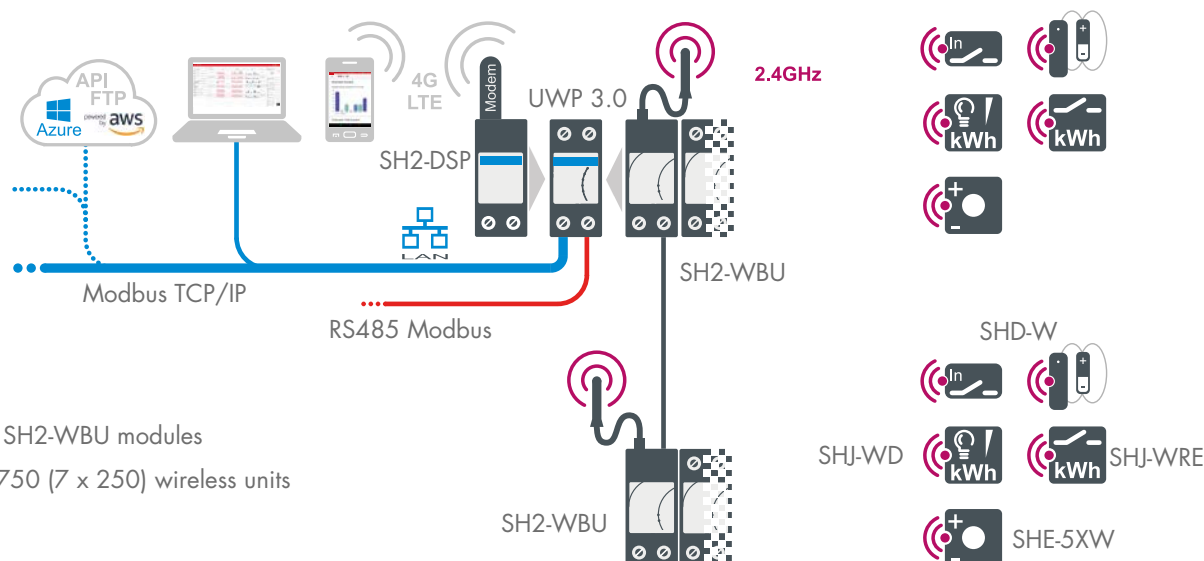 API
FTP
Azure
powered by aws
4G
LTE
Modem
UWP 3.0
2.4GHz
SH2-DSP
LAN
SH2-WBU
Modbus TCP/IP
RS485 Modbus
In
+
kWh
kWh
+
-
SHD-W
In
+
SHJ-WD
kWh
kWh
SHJ-WRE
+
-
SHE-5XW
SH2-WBU modules
750 (7 x 250) wireless units
SH2-WBU